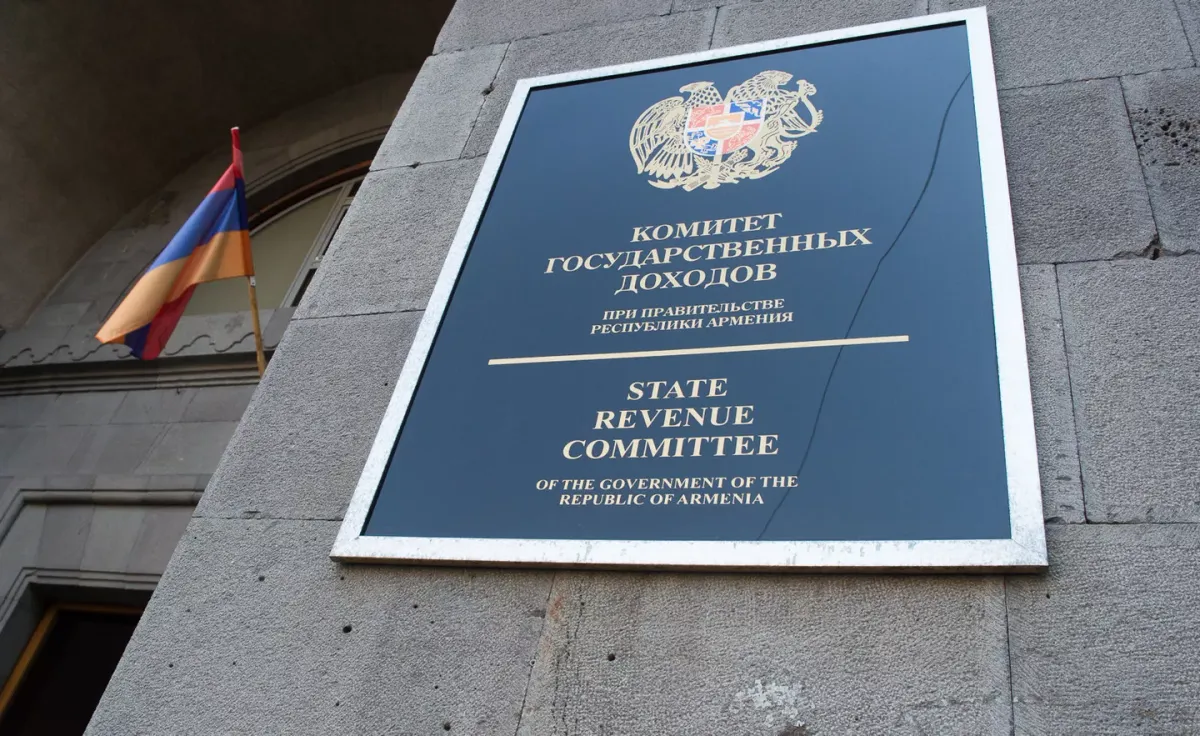 КОМИТЕТ
ГОСУДАРСТВЕННЫХ
ДОХОДОВ
ПРИ ПРАВИТЕЛЬСТВЕ
РЕСПУБЛИКИ АРМЕНИЯ
STATE
REVENUE
COMMITTEE
OF THE GOVERNMENT OF THE
REPUBLIC OF ARMENIA